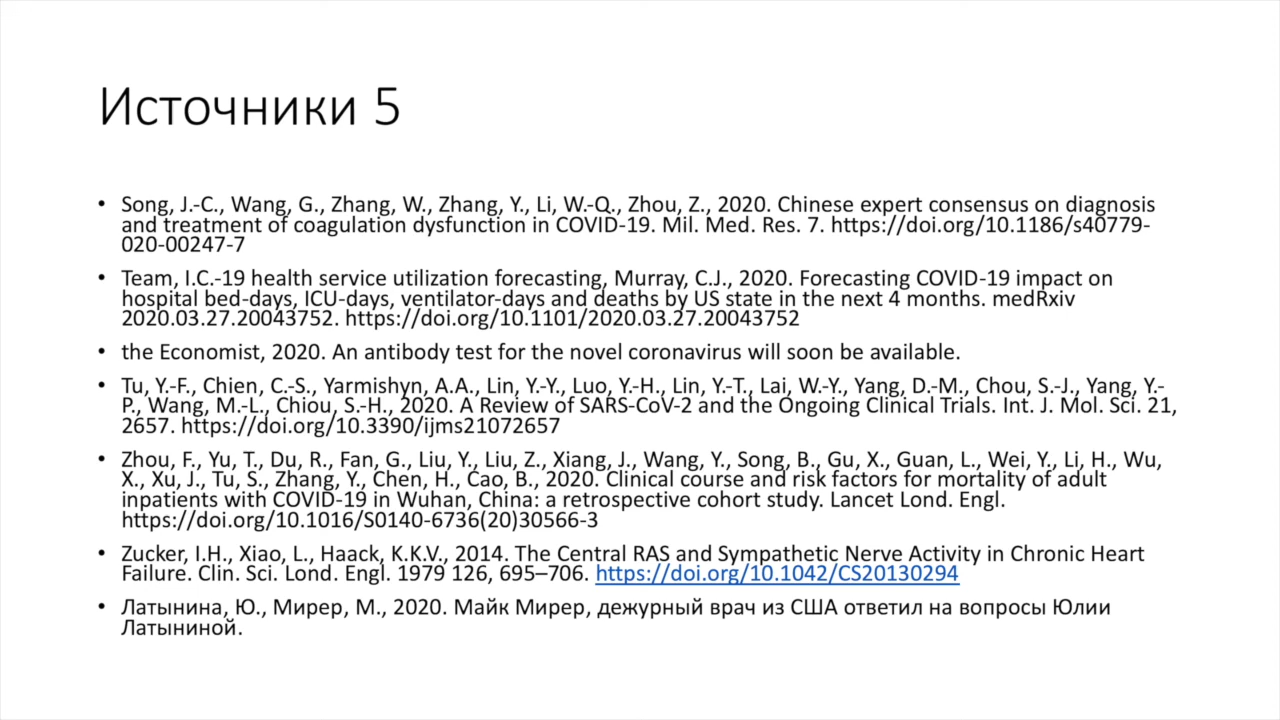 Источники 5
• Song, J.-C., Wang, G., Zhang, W., Zhang, Y., Li, W.-Q., Zhou, Z., 2020. Chinese expert consensus on diagnosis
and treatment of coagulation dysfunction in COVID-19. Mil. Med. Res. 7. https://doi.org/10.1186/s40779-
020-00247-7
• Team, I.C.-19 health service utilization forecasting, Murray, C.J., 2020. Forecasting COVID-19 impact on
hospital bed-days, ICU-days, ventilator-days and deaths by US state in the next 4 months. medRxiv
2020.03.27.20043752. https://doi.org/10.1101/2020.03.27.20043752
• the Economist, 2020. An antibody test for the novel coronavirus will soon be available.
• Tu, Y.-F., Chien, C.-S., Yarmishyn, A.A., Lin, Y.-Y., Luo, Y.-H., Lin, Y.-T., Lai, W.-Y., Yang, D.-M., Chou, S.-J., Yang, Y.-
P., Wang, M.-L., Chiou, S.-H., 2020. A Review of SARS-CoV-2 and the Ongoing Clinical Trials. Int. J. Mol. Sci. 21,
2657. https://doi.org/10.3390/ijms21072657
• Zhou, F., Yu, T., Du, R., Fan, G., Liu, Y., Liu, Z., Xiang, J., Wang, Y., Song, B., Gu, X., Guan, L., Wei, Y., Li, H., Wu,
X., Xu, J., Tu, S., Zhang, Y., Chen, H., Cao, B., 2020. Clinical course and risk factors for mortality of adult
inpatients with COVID-19 in Wuhan, China: a retrospective cohort study. Lancet Lond. Engl.
https://doi.org/10.1016/S0140-6736(20)30566-3
• Zucker, I.H., Xiao, L., Haack, K.K.V., 2014. The Central RAS and Sympathetic Nerve Activity in Chronic Heart
Failure. Clin. Sci. Lond. Engl. 1979 126, 695–706. https://doi.org/10.1042/CS20130294
• Латынина, Ю., Мирер, М., 2020. Майк Мирер, дежурный врач из США ответил на вопросы Юлии
Латыниной.